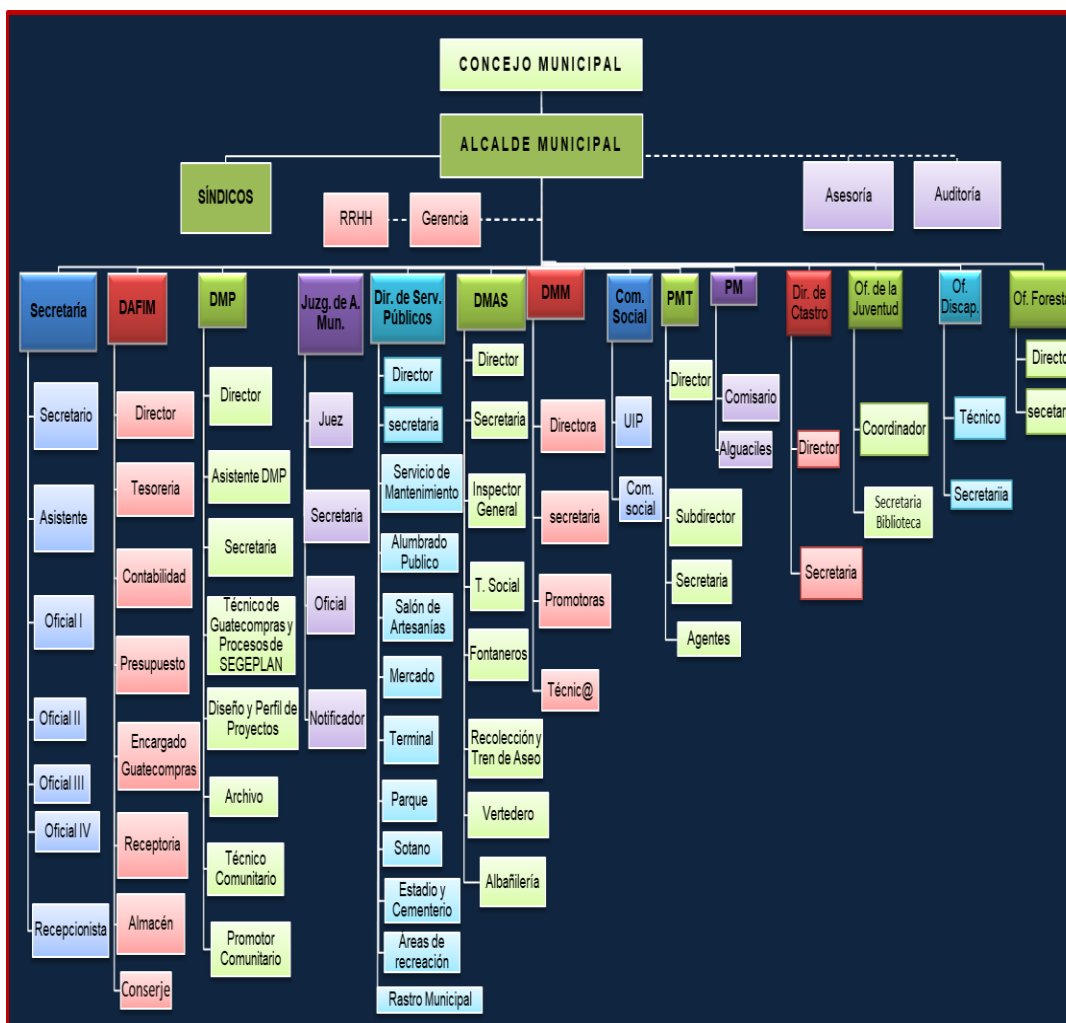 CONCEJO MUNICIPAL
ALCALDE MUNICIPAL
SÍNDICOS
RRHH
Gerencia
Asesoría
Auditoría
Secretaría
Secretario
Asistente
Oficial I
Oficial II
Oficial III
Oficial IV
Recepcionista
DAFIM
Director
Tesoreria
Contabilidad
Presupuesto
Encargado
Guatecompras
Receptoria
Almacén
Conserje
DMP
Director
Asistente DMP
Secretaria
Técnico de
Guatecompras y
Procesos de
SEGEPLAN
Diseño y Perfil de
Proyectos
Archivo
Técnico
Comunitario
Promotor
Comunitario
Juzg. de A.
Mun.
Juez
Secretaria
Oficial
Notificador
Dir. de Serv.
Públicos
Director
secretaria
Servicio de
Mantenimiento
Alumbrado
Publico
Salón de
Artesanías
Mercado
Terminal
Parque
Sotano
Estadio y
Cementerio
Áreas de
recreación
Rastro Municipal
DMAS
Director
Secretaria
Inspector
General
T. Social
Fontaneros
Recolección y
Tren de Aseo
Vertedero
Albañilería
DMM
Directora
secretaria
Promotoras
Técnic@
Com.
Social
UIP
Com.
social
PMT
Director
Subdirector
Secretaria
Agentes
PM
Comisario
Alguaciles
Dir. de
Ctastro
Director
Secretaria
Of. de la
Juventud
Coordinador
Secretaria
Biblioteca
Of.
Discap.
Técnico
Secretariia
Of. Foresta
Directo
secetari